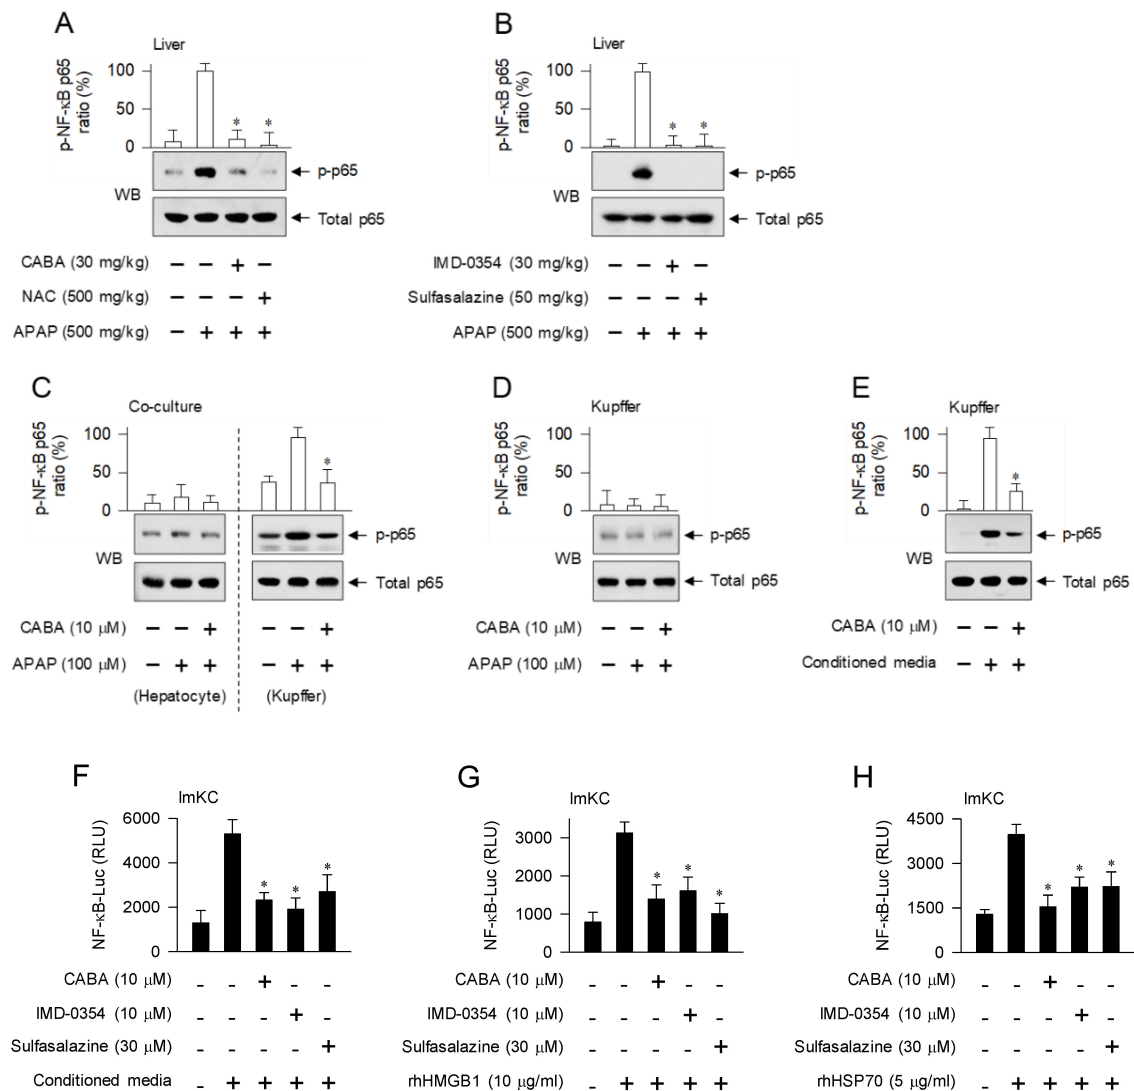 A
B
Liver
Liver
p-NF-κB p65 ratio (%)
100
50
0
p-NF-κB p65 ratio (%)
100
50
0
* *
* *
WB
p-p65
Total p65
WB
p-p65
Total p65
CABA (30 mg/kg) − − + −
NAC (500 mg/kg) − − − +
APAP (500 mg/kg) − + + +
IMD-0354 (30 mg/kg) − − + −
Sulfasalazine (50 mg/kg) − − − +
APAP (500 mg/kg) − + + +
C
D
E
Co-culture
Kupffer
Kupffer
p-NF-κB p65 ratio (%)
100
50
0
*
p-NF-κB p65 ratio (%)
100
50
0
p-NF-κB p65 ratio (%)
100
50
0
*
WB
p-p65
Total p65
WB
p-p65
Total p65
WB
p-p65
Total p65
CABA (10 μM) − − + − − +
APAP (100 μM) − + + − + +
(Hepatocyte) (Kupffer)
CABA (10 μM) − − +
APAP (100 μM) − + +
CABA (10 μM) − − +
Conditioned media − + +
F
G
H
ImKC
ImKC
ImKC
NF-κB-Luc (RLU)
6000
4000
2000
0
* * *
NF-κB-Luc (RLU)
3000
2000
1000
0
* * *
NF-κB-Luc (RLU)
4500
3000
1500
0
* * *
CABA (10 μM) - - + - -
IMD-0354 (10 μM) - - - + -
Sulfasalazine (30 μM) - - - - +
Conditioned media - + + + +
CABA (10 μM) - - + - -
IMD-0354 (10 μM) - - - + -
Sulfasalazine (30 μM) - - - - +
rhHMGB1 (10 μg/ml) - + + + +
CABA (10 μM) - - + - -
IMD-0354 (10 μM) - - - + -
Sulfasalazine (30 μM) - - - - +
rhHSP70 (5 μg/ml) - + + + +